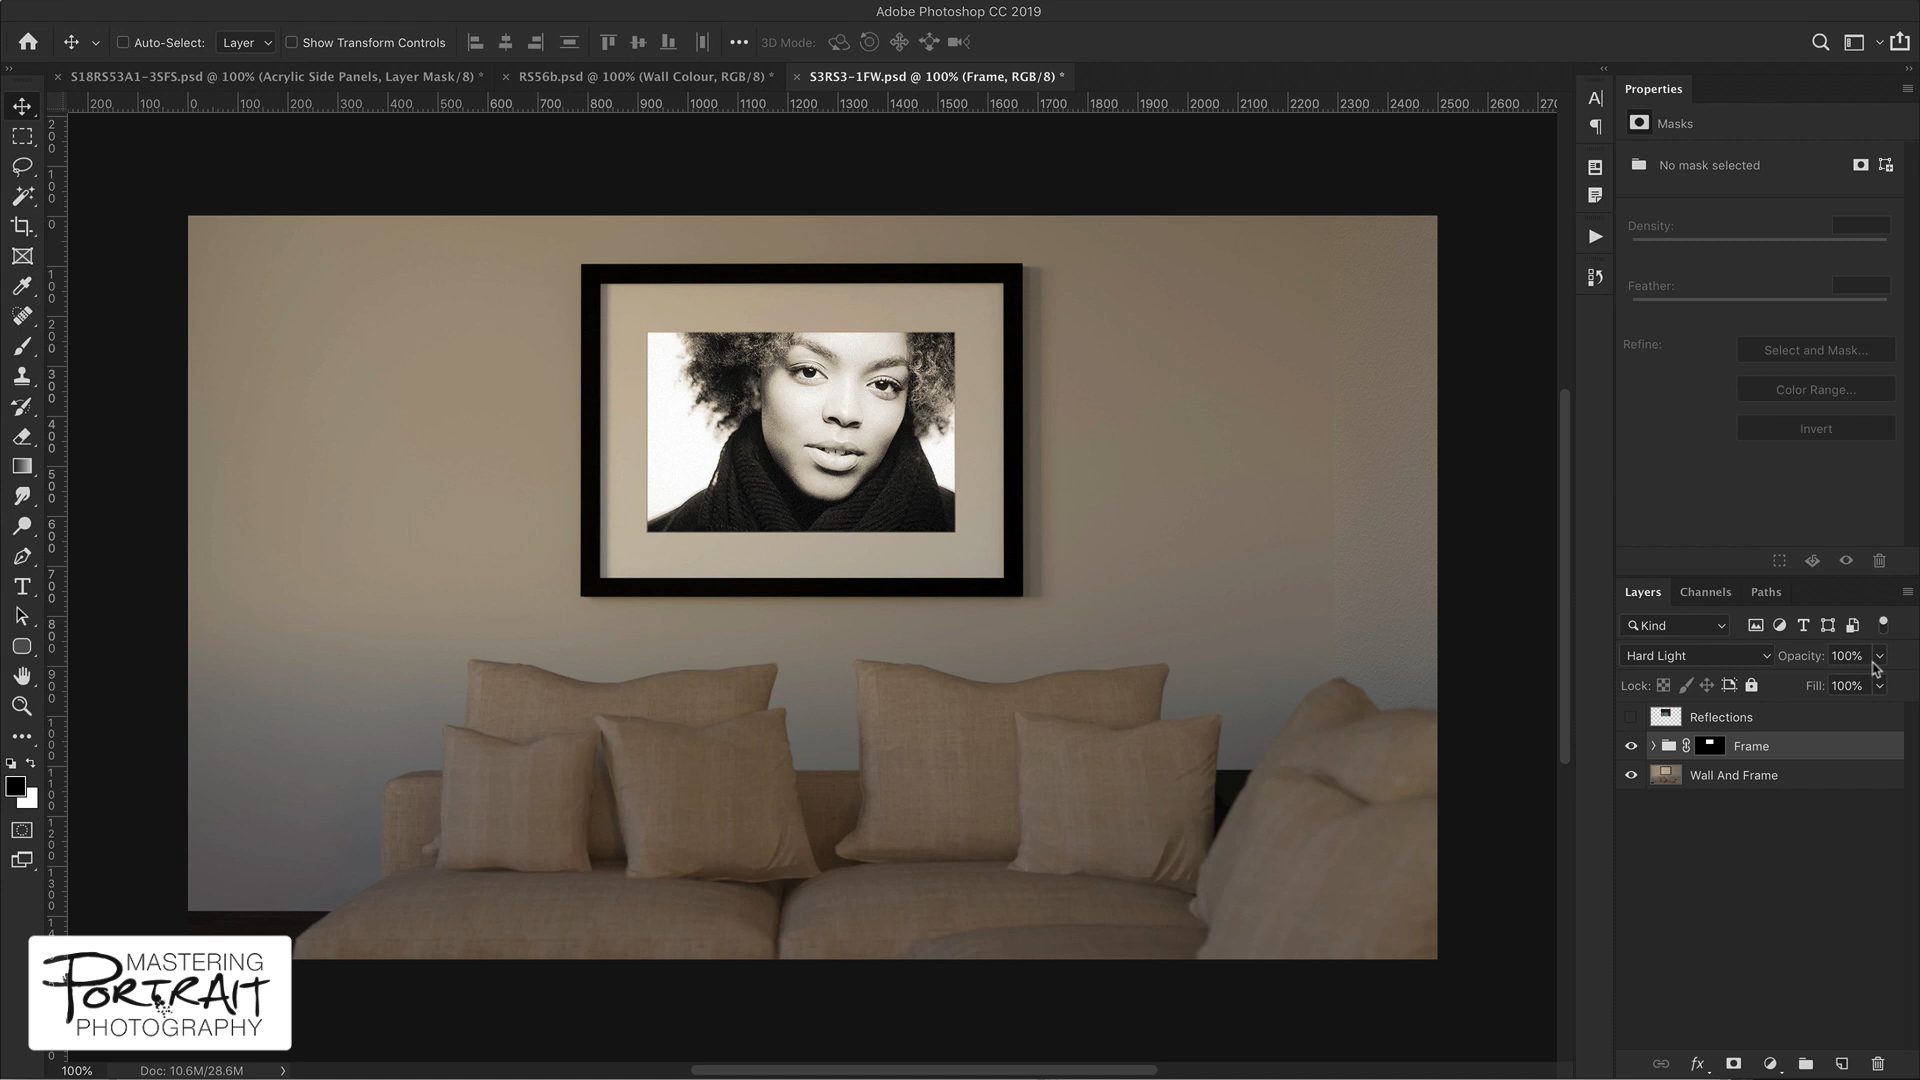 Adobe Photoshop CC 2019
Auto-Select: Layer Show Transform Controls 3D Mode:
S18RS53A1-3SFS.psd @ 100% (Acrylic Side Panels, Layer Mask/8) *
RS56b.psd @ 100% (Wall Colour, RGB/8) *
S3RS3-1FW.psd @ 100% (Frame, RGB/8) *
200 100 0 100 200 300 400 500 600 700 800 900 1000 1100 1200 1300 1400 1500 1600 1700 1800 1900 2000 2100 2200 2300 2400 2500 2600
Properties
Masks
No mask selected
Density:
Feather:
Refine:
Select and Mask...
Color Range...
Invert
Layers Channels Paths
Kind
Hard Light Opacity: 100%
Lock: Fill: 100%
Reflections
Frame
Wall And Frame
MASTERING
PORTRAIT
PHOTOGRAPHY
100% Doc: 10.6M/28.6M